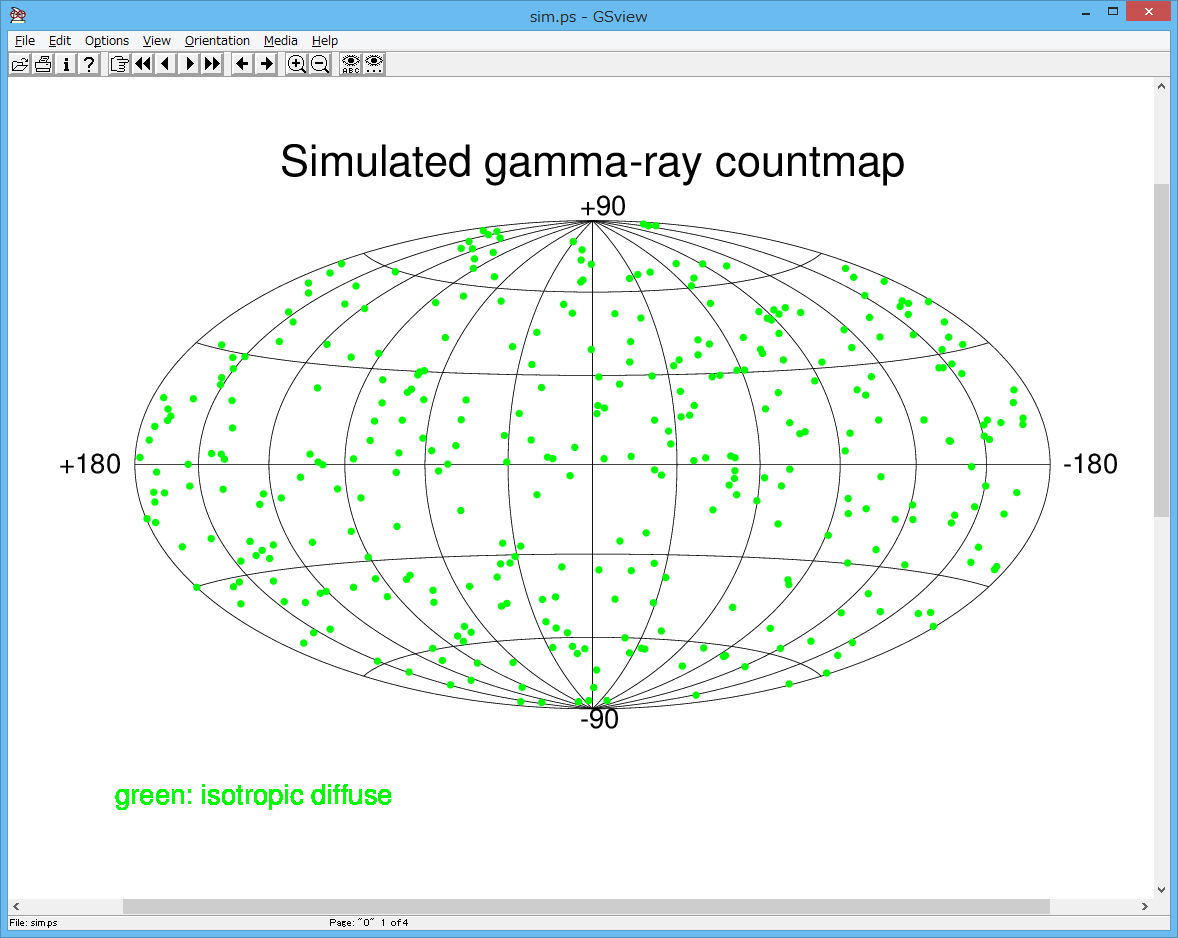 sim.ps - GSview
File Edit Options View Orientation Media Help
i ?
ABC
Simulated gamma-ray countmap
+90
+180
-180
-90
green: isotropic diffuse
File: sim.ps Page: "0" 1 of 4